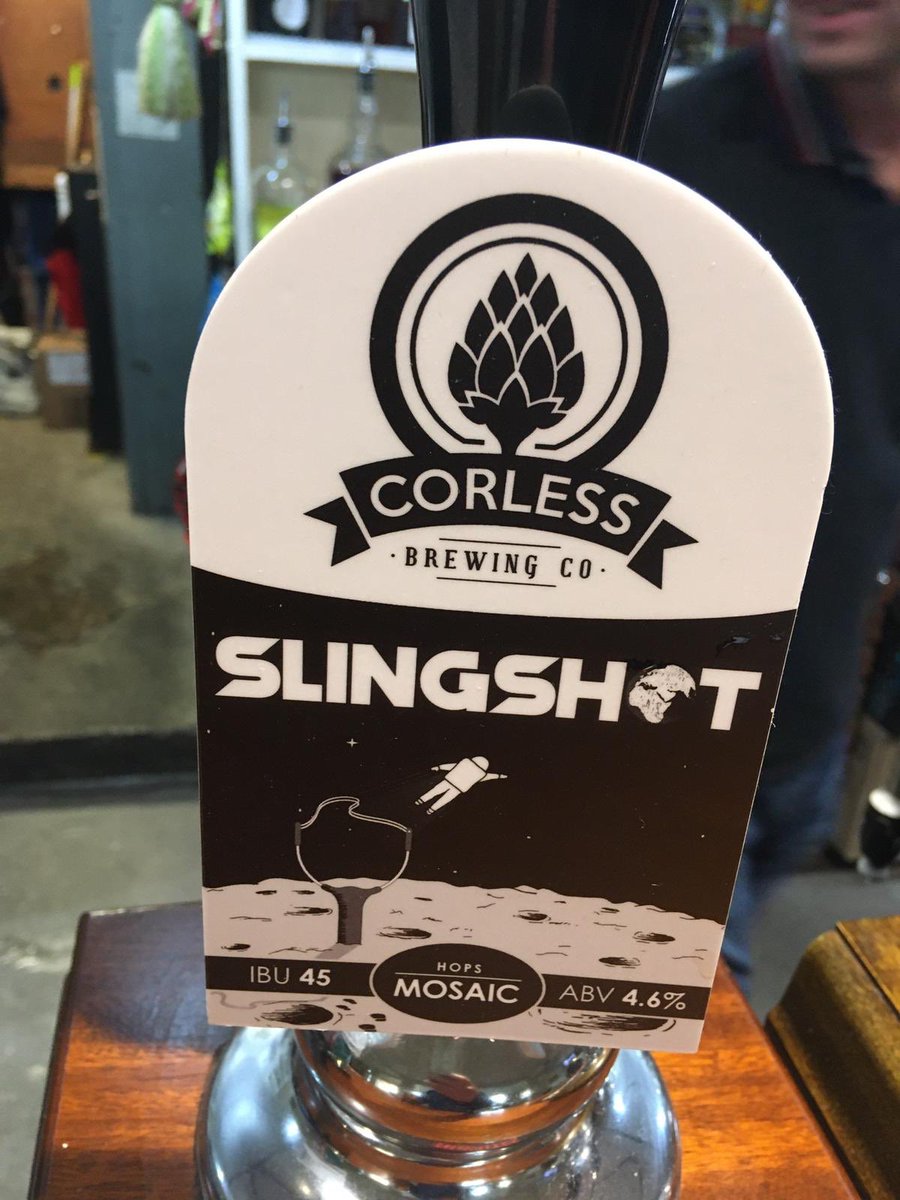 CORLESS
· BREWING CO ·
SLINGSHOT
IBU 45
HOPS
MOSAIC
ABV 4.6%